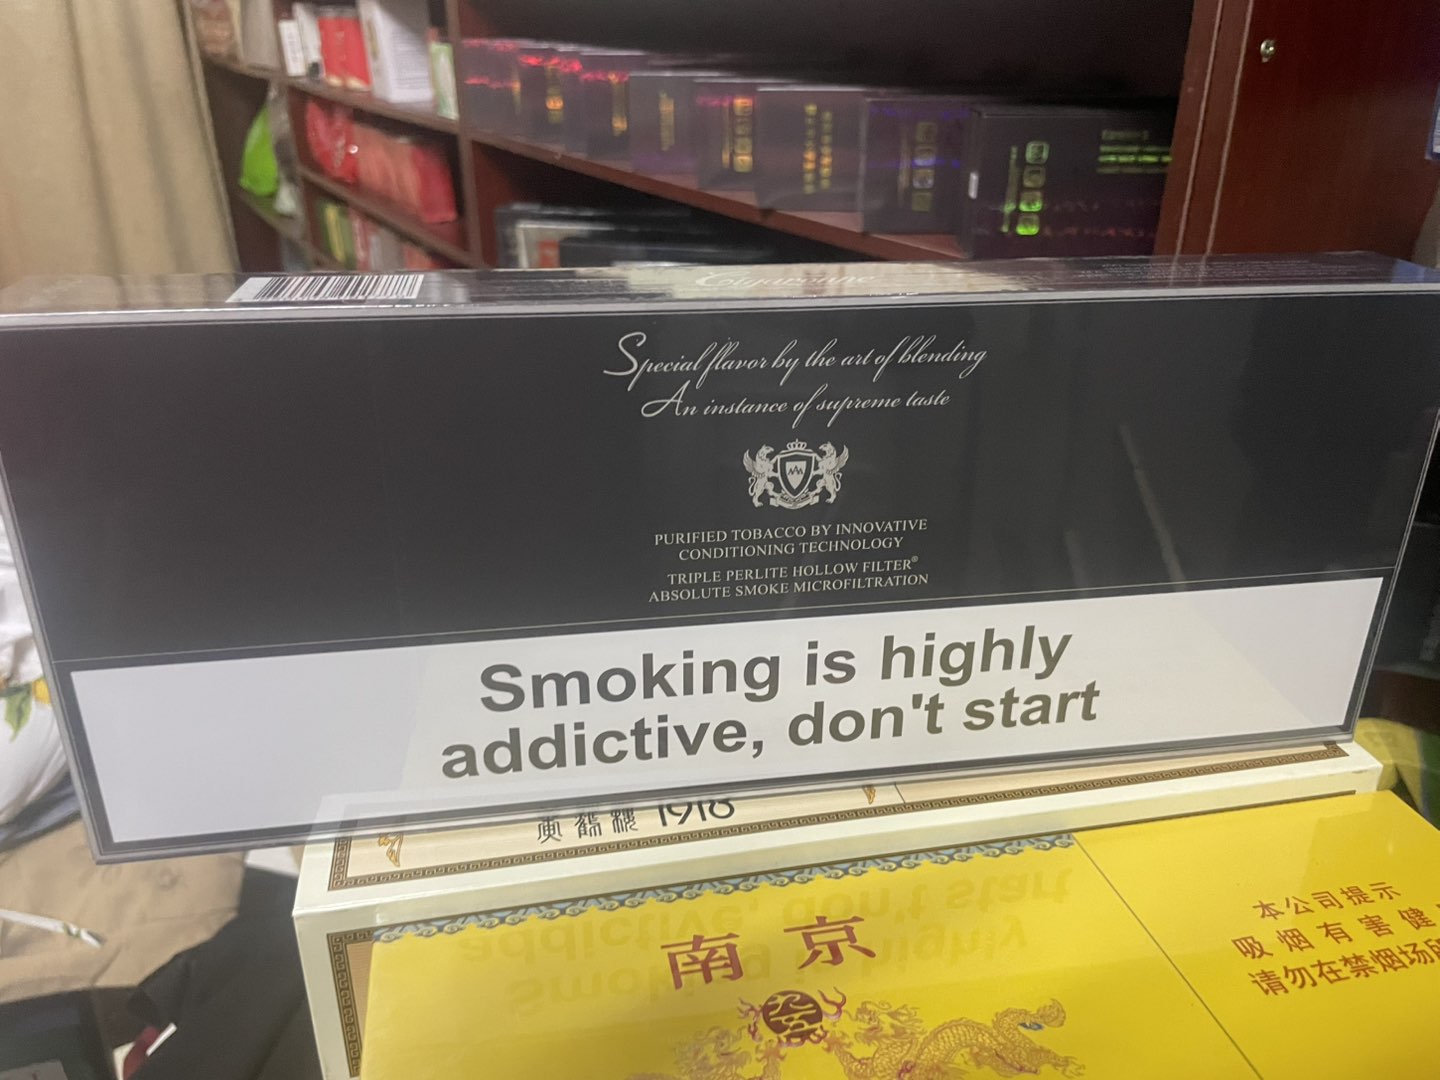 Special flavor by the art of blending
An instance of supreme taste
PURIFIED TOBACCO BY INNOVATIVE
CONDITIONING TECHNOLOGY
TRIPLE PERLITE HOLLOW FILTER®
ABSOLUTE SMOKE MICROFILTRATION
Smoking is highly
addictive, don't start
1916
南京
本公司提示
吸烟有害健
请勿在禁烟场所